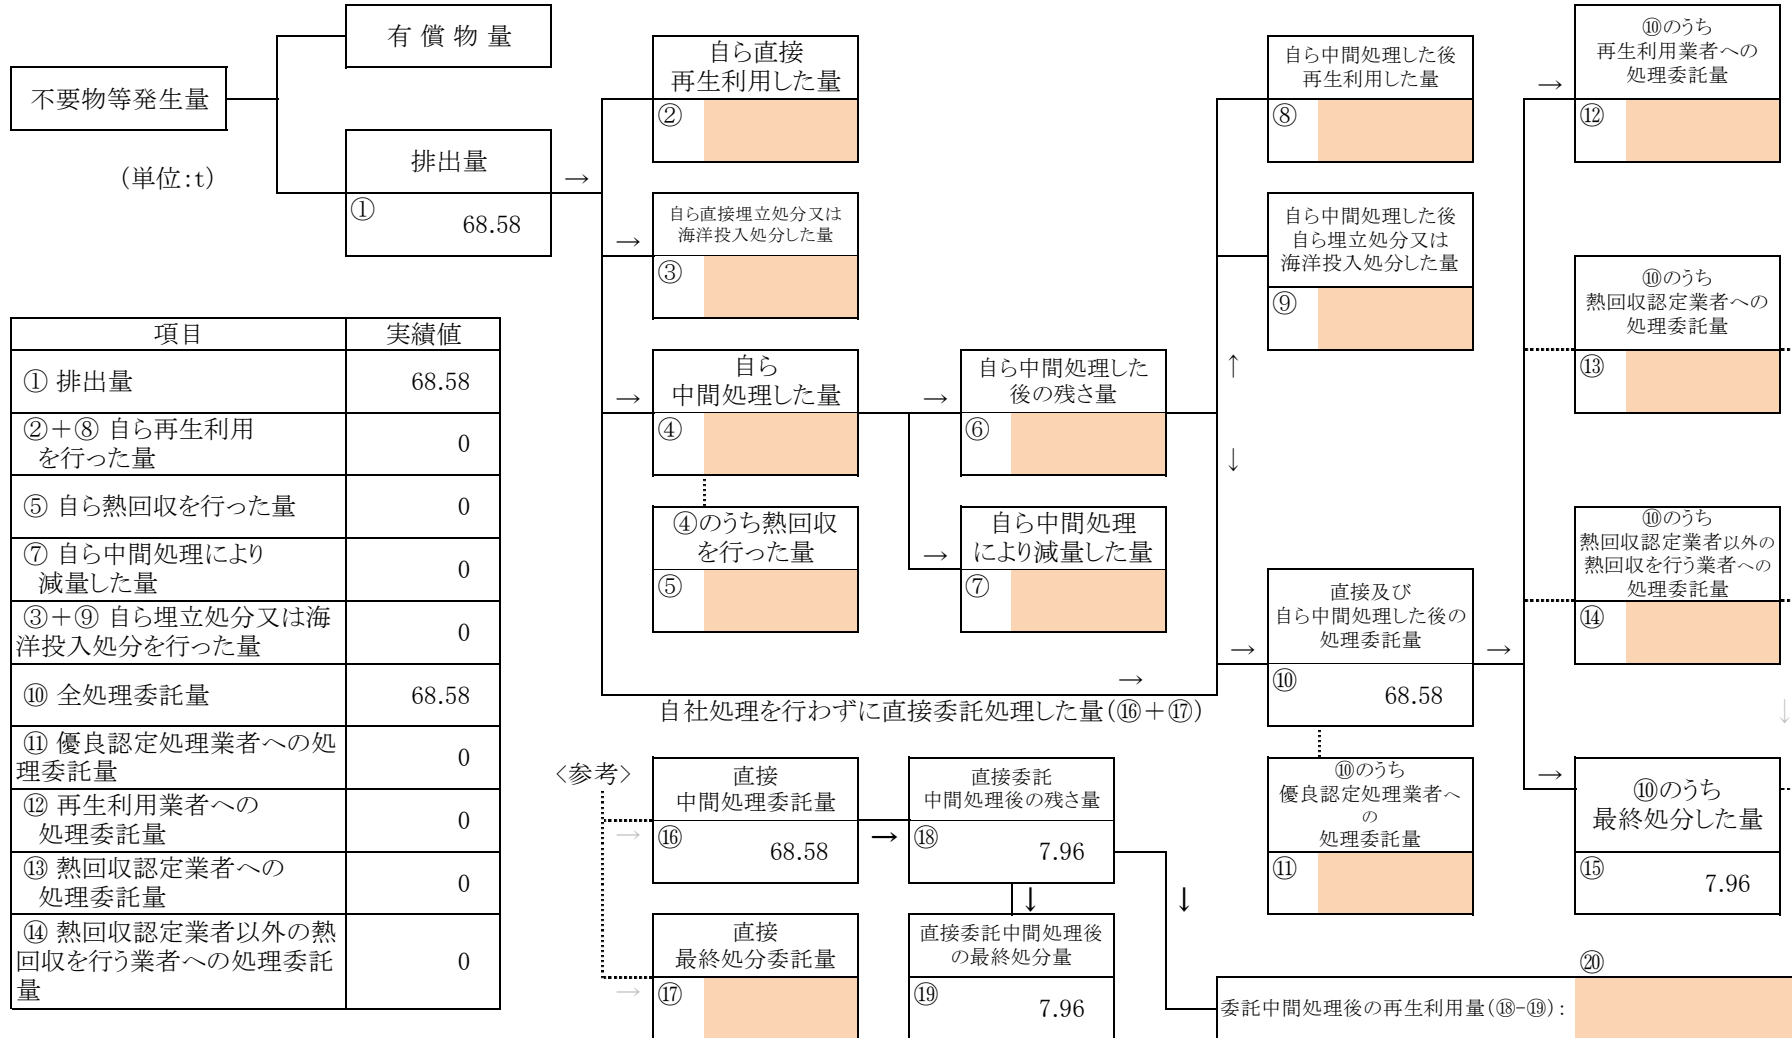 有 償 物 量
不要物等発生量
(単位:t)
排出量
→
①
68.58
自ら直接
再生利用した量
②
→
自ら直接埋立処分又は
海洋投入処分した量
③
→
自ら
中間処理した量
④
④のうち熱回収
を行った量
⑤
→
自ら中間処理した
後の残さ量
⑥
→
自ら中間処理
により減量した量
⑦
自ら中間処理した後
再生利用した量
⑧
自ら中間処理した後
自ら埋立処分又は
海洋投入処分した量
⑨
↑
↓
→
自社処理を行わずに直接委託処理した量(⑯+⑰)
→
直接及び
自ら中間処理した後の
処理委託量
⑩
68.58
→
⑩のうち
優良認定処理業者へ
の
処理委託量
⑪
→
⑩のうち
再生利用業者への
処理委託量
⑫
⑩のうち
熱回収認定業者への
処理委託量
⑬
⑩のうち
熱回収認定業者以外の
熱回収を行う業者への
処理委託量
⑭
↓
→
⑩のうち
最終処分した量
⑮
7.96
項目 実績値
① 排出量 68.58
②+⑧ 自ら再生利用
を行った量 0
⑤ 自ら熱回収を行った量 0
⑦ 自ら中間処理により
減量した量 0
③+⑨ 自ら埋立処分又は海
洋投入処分を行った量 0
⑩ 全処理委託量 68.58
⑪ 優良認定処理業者への処
理委託量 0
⑫ 再生利用業者への
処理委託量 0
⑬ 熱回収認定業者への
処理委託量 0
⑭ 熱回収認定業者以外の熱
回収を行う業者への処理委託
量 0
〈参考〉
→
直接
中間処理委託量
⑯
68.58
→
直接委託
中間処理後の残さ量
⑱
7.96
↓
↓
→
直接
最終処分委託量
⑰
直接委託中間処理後
の最終処分量
⑲
7.96
⑳
委託中間処理後の再生利用量(⑱-⑲):